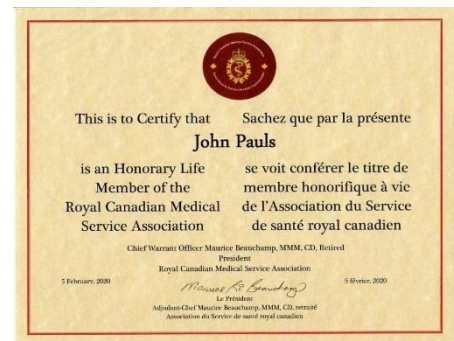 This is to Certify that
Sachez que par la présente
John Pauls
is an Honorary Life
Member of the
Royal Canadian Medical
Service Association
se voit conférer le titre de
membre honorifique à vie
de l'Association du Service
de santé royal canadien
Chief Warrant Officer Maurice Beauchamp, MMM, CD, Retired
President
Royal Canadian Medical Service Association
5 February, 2020
5 février, 2020
Le Président
Adjudant-Chef Maurice Beauchamp, MMM, CD, retraité
Association du Service de santé royal canadien